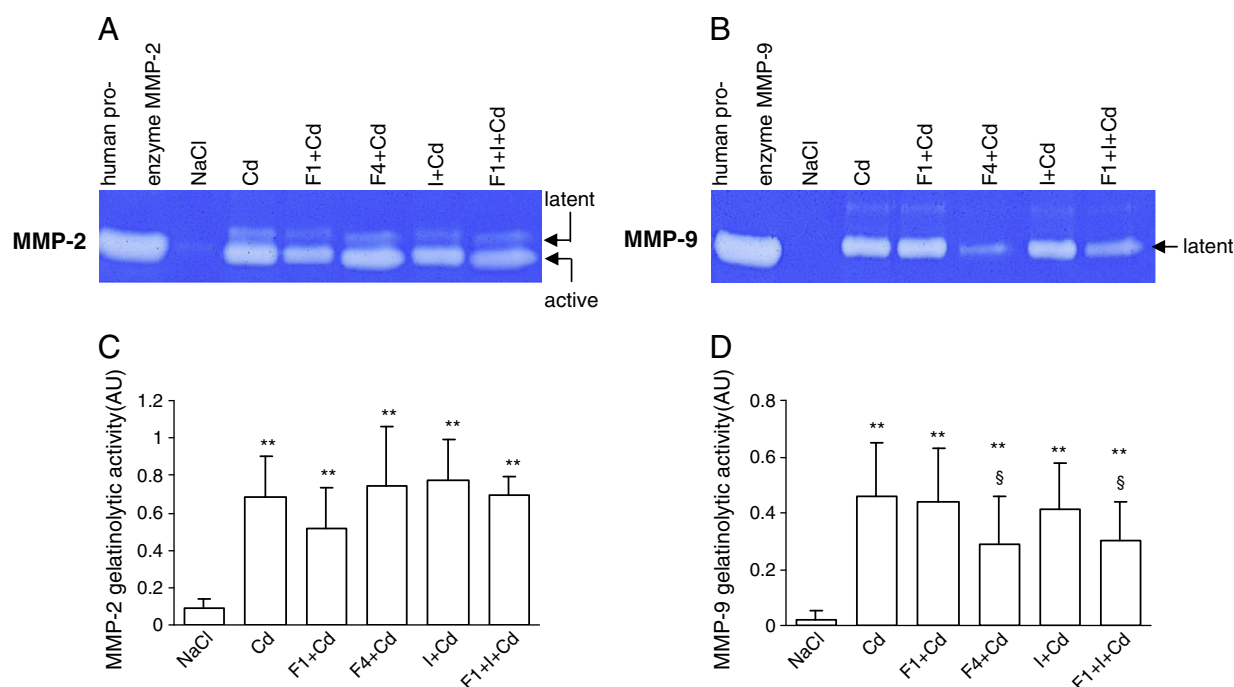 A
human pro-
enzyme MMP-2
NaCl
Cd
F1+Cd
F4+Cd
I+Cd
F1+I+Cd
MMP-2
latent
active
B
human pro-
enzyme MMP-9
NaCl
Cd
F1+Cd
F4+Cd
I+Cd
F1+I+Cd
MMP-9
latent
C
MMP-2 gelatinolytic activity(AU)
1.2
1
0.8
0.6
0.4
0.2
0
**
**
**
**
**
NaCl
Cd
F1+Cd
F4+Cd
I+Cd
F1+I+Cd
D
MMP-9 gelatinolytic activity(AU)
0.8
0.6
0.4
0.2
0
**
**
**
§
**
**
§
NaCl
Cd
F1+Cd
F4+Cd
I+Cd
F1+I+Cd